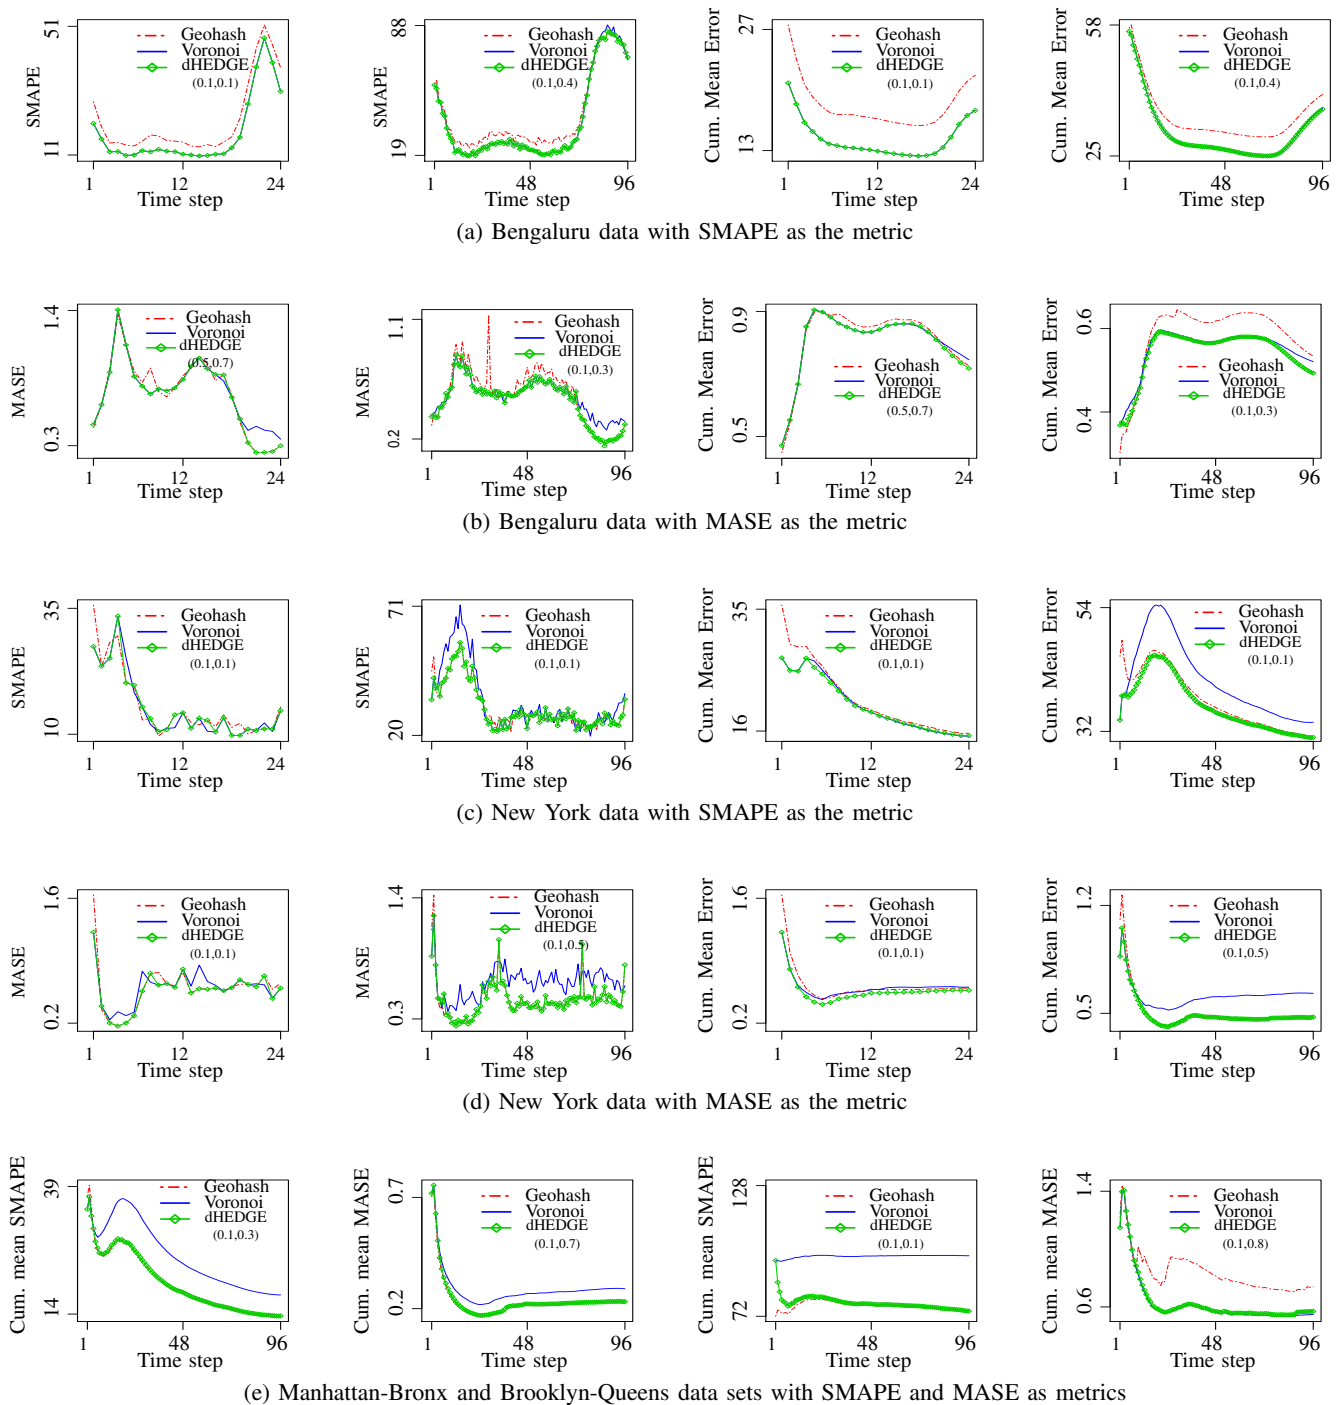 SMAPE
51
11
Geohash
Voronoi
dHEDGE
(0.1,0.1)
1 12 24
Time step
SMAPE
88
19
Geohash
Voronoi
dHEDGE
(0.1,0.4)
1 48 96
Time step
Cum. Mean Error
27
13
Geohash
Voronoi
dHEDGE
(0.1,0.1)
1 12 24
Time step
Cum. Mean Error
58
25
Geohash
Voronoi
dHEDGE
(0.1,0.4)
1 48 96
Time step
(a) Bengaluru data with SMAPE as the metric
MASE
1.4
0.3
Geohash
Voronoi
dHEDGE
(0.5,0.7)
1 12 24
Time step
MASE
1.1
0.2
Geohash
Voronoi
dHEDGE
(0.1,0.3)
1 48 96
Time step
Cum. Mean Error
0.9
0.5
Geohash
Voronoi
dHEDGE
(0.5,0.7)
1 12 24
Time step
Cum. Mean Error
0.6
0.4
Geohash
Voronoi
dHEDGE
(0.1,0.3)
1 48 96
Time step
(b) Bengaluru data with MASE as the metric
SMAPE
35
10
Geohash
Voronoi
dHEDGE
(0.1,0.1)
1 12 24
Time step
SMAPE
71
20
Geohash
Voronoi
dHEDGE
(0.1,0.1)
1 48 96
Time step
Cum. Mean Error
35
16
Geohash
Voronoi
dHEDGE
(0.1,0.1)
1 12 24
Time step
Cum. Mean Error
54
32
Geohash
Voronoi
dHEDGE
(0.1,0.1)
1 48 96
Time step
(c) New York data with SMAPE as the metric
MASE
1.6
0.2
Geohash
Voronoi
dHEDGE
(0.1,0.1)
1 12 24
Time step
MASE
1.4
0.3
Geohash
Voronoi
dHEDGE
(0.1,0.5)
1 48 96
Time step
Cum. Mean Error
1.6
0.2
Geohash
Voronoi
dHEDGE
(0.1,0.1)
1 12 24
Time step
Cum. Mean Error
1.2
0.5
Geohash
Voronoi
dHEDGE
(0.1,0.5)
1 48 96
Time step
(d) New York data with MASE as the metric
Cum. mean SMAPE
39
14
Geohash
Voronoi
dHEDGE
(0.1,0.3)
1 48 96
Time step
Cum. mean MASE
0.7
0.2
Geohash
Voronoi
dHEDGE
(0.1,0.7)
1 48 96
Time step
Cum. mean SMAPE
128
72
Geohash
Voronoi
dHEDGE
(0.1,0.1)
1 48 96
Time step
Cum. mean MASE
1.4
0.6
Geohash
Voronoi
dHEDGE
(0.1,0.8)
1 48 96
Time step
(e) Manhattan-Bronx and Brooklyn-Queens data sets with SMAPE and MASE as metrics